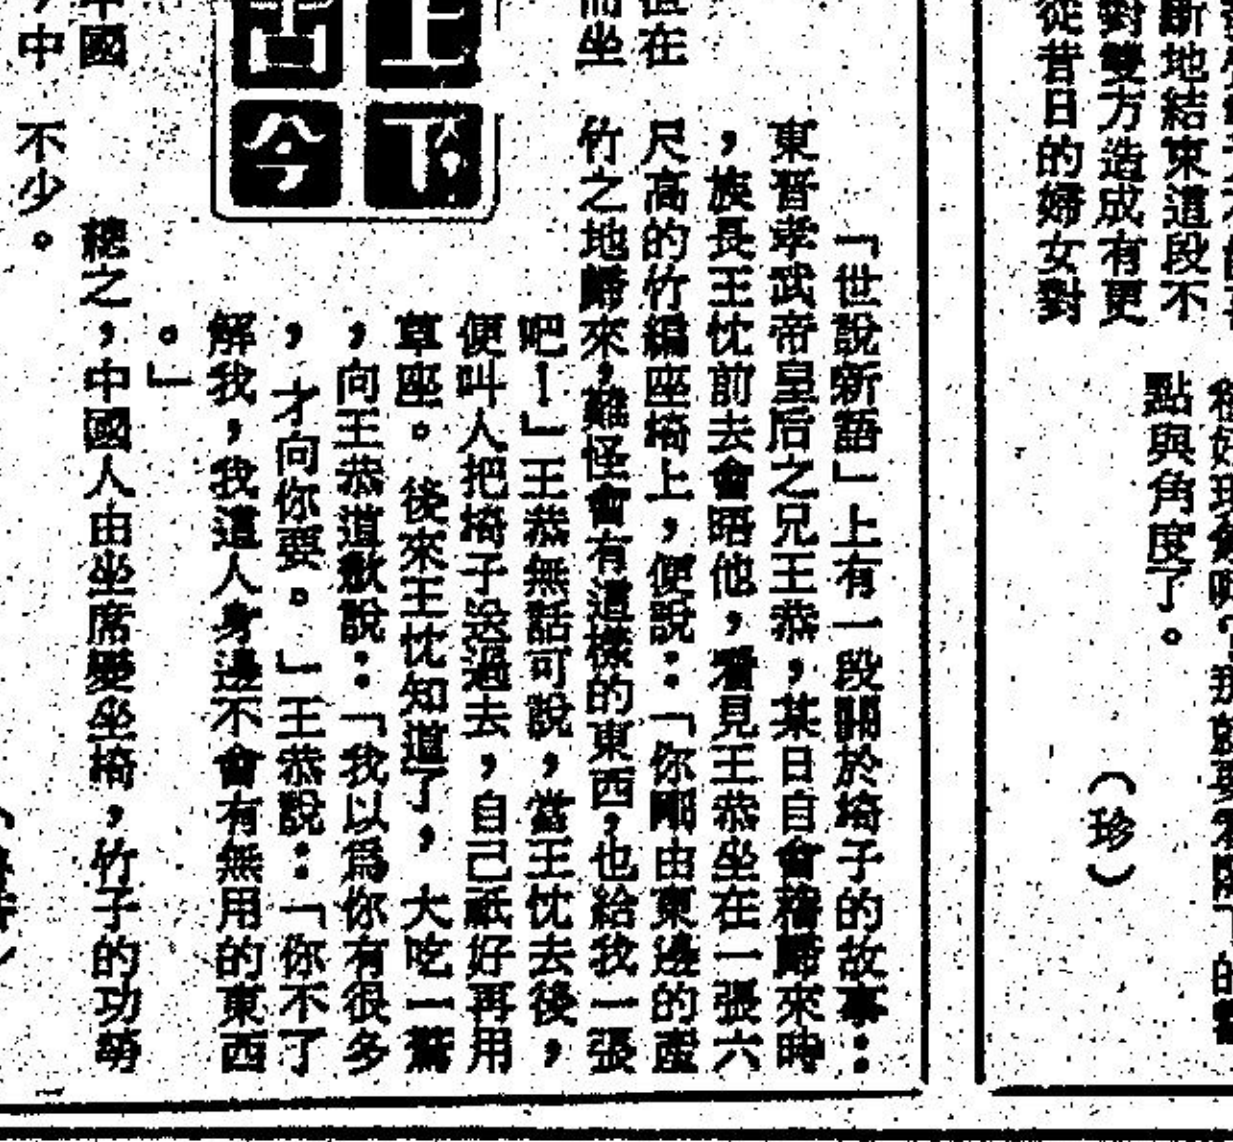 斷地結束這段不
對雙方造成有更
從昔日的婦女對
點與角度了。
（珍）
「世說新語」上有一段關於椅子的故事：
東晉孝武帝皇后之兄王恭，某日自會稽歸來時
，族長王忱前去會晤他，看見王恭坐在一張六
尺高的竹編座椅上，便說：「你剛由東邊的產
竹之地歸來，難怪會有這樣的東西，也給我一張
吧！」王恭無話可說，當王忱去後，
便叫人把椅子送過去，自己祇好再用
草座。後來王忱知道了，大吃一驚
，向王恭道歉說：「我以為你有很多
，才向你要。」王恭說：「你不了
解我，我這人身邊不會有無用的東西
。」
總之，中國人由坐席變坐椅，竹子的功勞
不少。
上下
古今
在
坐
中國
，中